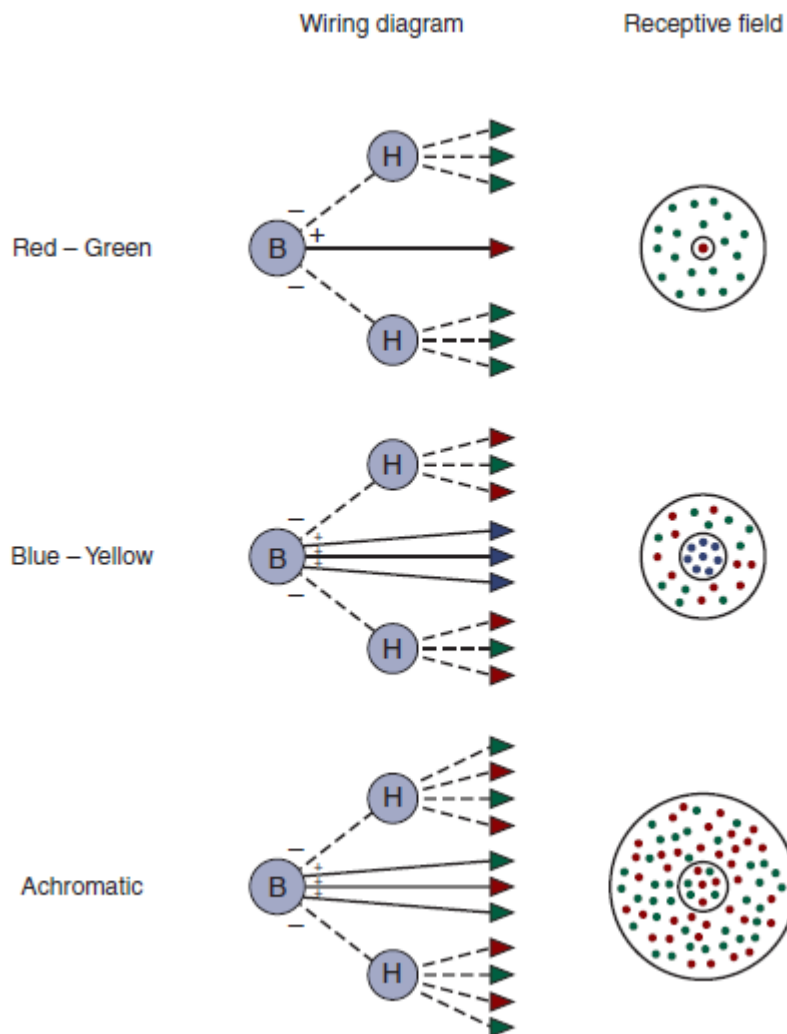 Wiring diagram Receptive field
H
Red – Green B – + –
H
H
Blue – Yellow B – + + + –
H
H
Achromatic B – + + + –
H